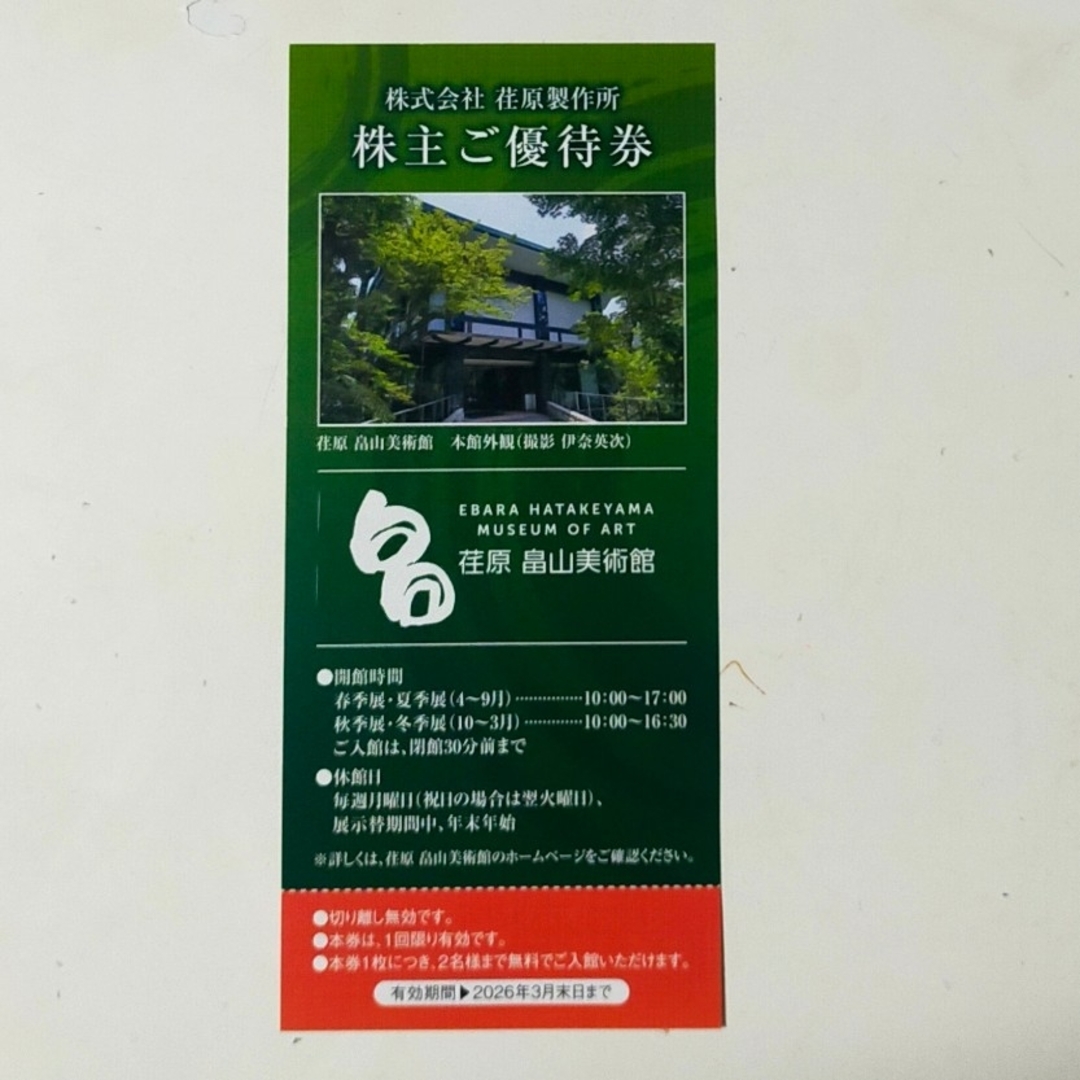 株式会社 荏原製作所
株主ご優待券
荏原 畠山美術館 本館外観（撮影 伊奈英次）
EBARA HATAKEYAMA
MUSEUM OF ART
荏原 畠山美術館
●開館時間
春季展・夏季展（4～9月）……………10：00～17：00
秋季展・冬季展（10～3月）…………10：00～16：30
ご入館は、閉館30分前まで
●休館日
毎週月曜日（祝日の場合は翌火曜日）、
展示替期間中、年末年始
※詳しくは、荏原 畠山美術館のホームページをご確認ください。
●切り離し無効です。
●本券は、1回限り有効です。
●本券1枚につき、2名様まで無料でご入館いただけます。
有効期間▶2026年3月末日まで